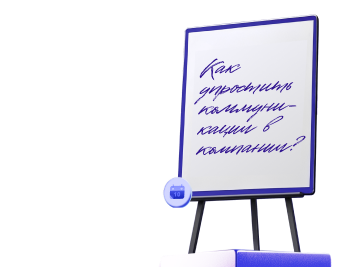 Как
упростить
коммуни-
кации в
компании?